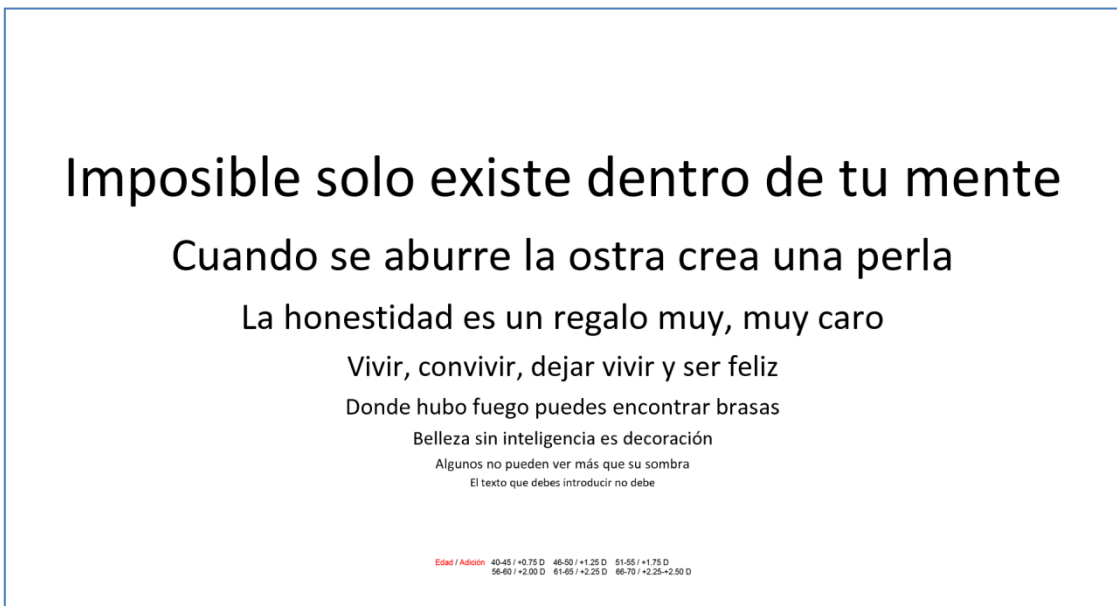 Imposible solo existe dentro de tu mente
Cuando se aburre la ostra crea una perla
La honestidad es un regalo muy, muy caro
Vivir, convivir, dejar vivir y ser feliz
Donde hubo fuego puedes encontrar brasas
Belleza sin inteligencia es decoración
Algunos no pueden ver más que su sombra
El texto que debes introducir no debe
Edad / Adición 40-45 / +0.75 D 46-50 / +1.25 D 51-55 / +1.75 D
56-60 / +2.00 D 61-65 / +2.25 D 66-70 / +2.25-+2.50 D